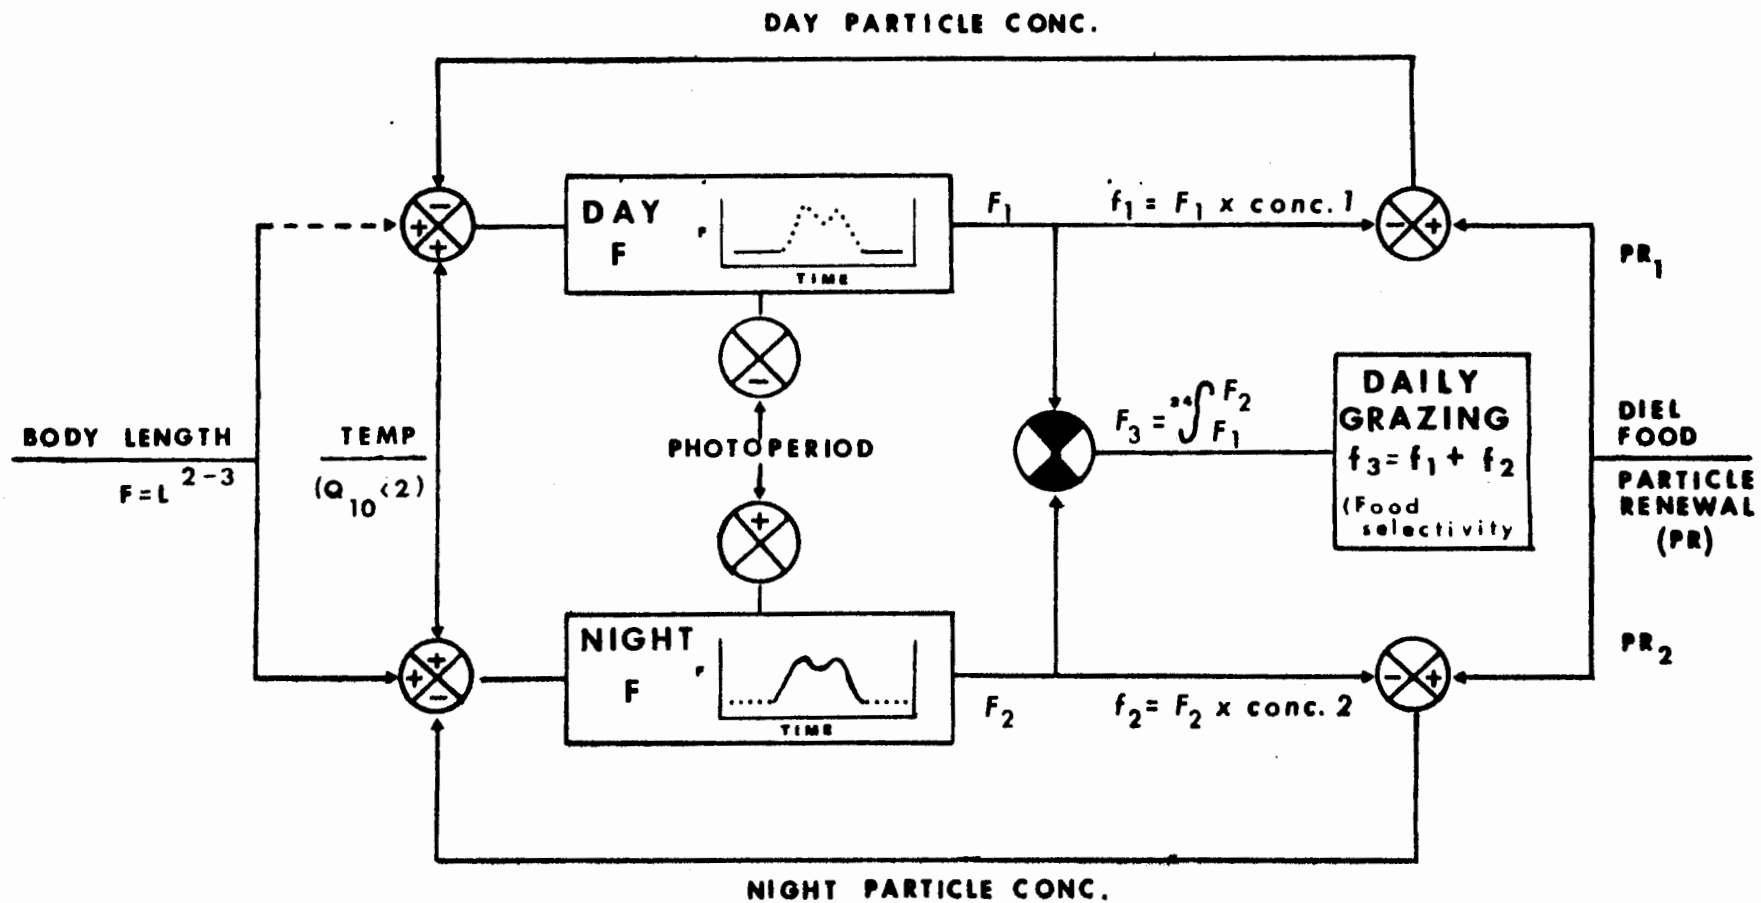 DAY PARTICLE CONC.
DAY
F
F
TIME
F₁
f₁ = F₁ x conc. 1
PR₁
BODY LENGTH
F = L 2-3
TEMP
(Q₁₀ < 2)
PHOTOPERIOD
F₃ = 24 ∫ F₂ F₁
DAILY
GRAZING
f₃ = f₁ + f₂
(Food
selectivity
DIEL
FOOD
PARTICLE
RENEWAL
(PR)
NIGHT
F
F
TIME
F₂
f₂ = F₂ x conc. 2
PR₂
NIGHT PARTICLE CONC.